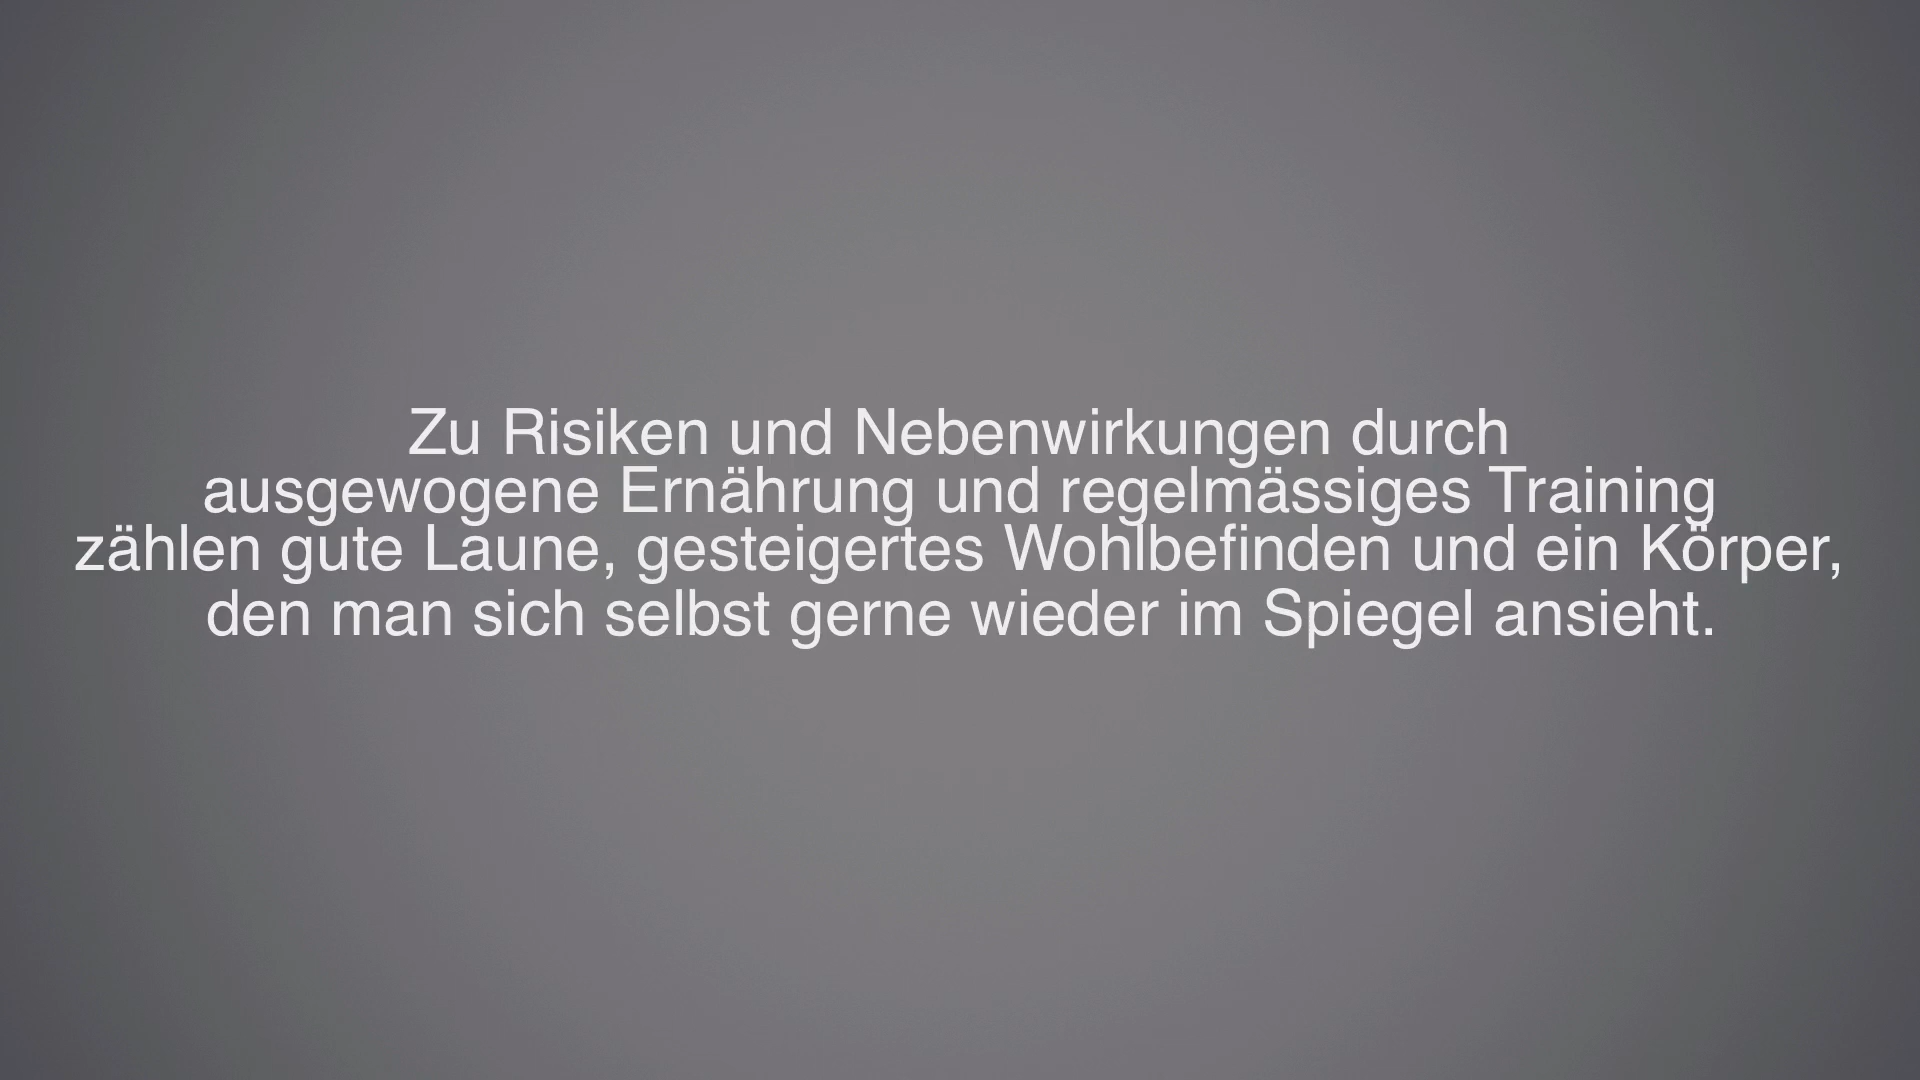 Zu Risiken und Nebenwirkungen durch
ausgewogene Ernährung und regelmässiges Training
zählen gute Laune, gesteigertes Wohlbefinden und ein Körper,
den man sich selbst gerne wieder im Spiegel ansieht.